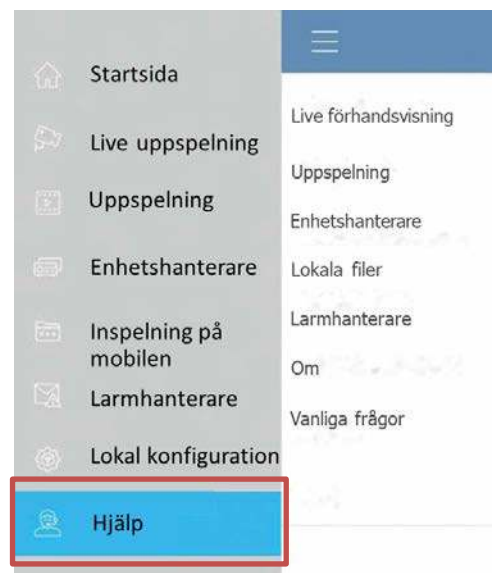 Startsida
Live uppspelning
Uppspelning
Enhetshanterare
Inspelning på
mobilen
Larmhanterare
Lokal konfiguration
Hjälp
Live förhandsvisning
Uppspelning
Enhetshanterare
Lokala filer
Larmhanterare
Om
Vanliga frågor